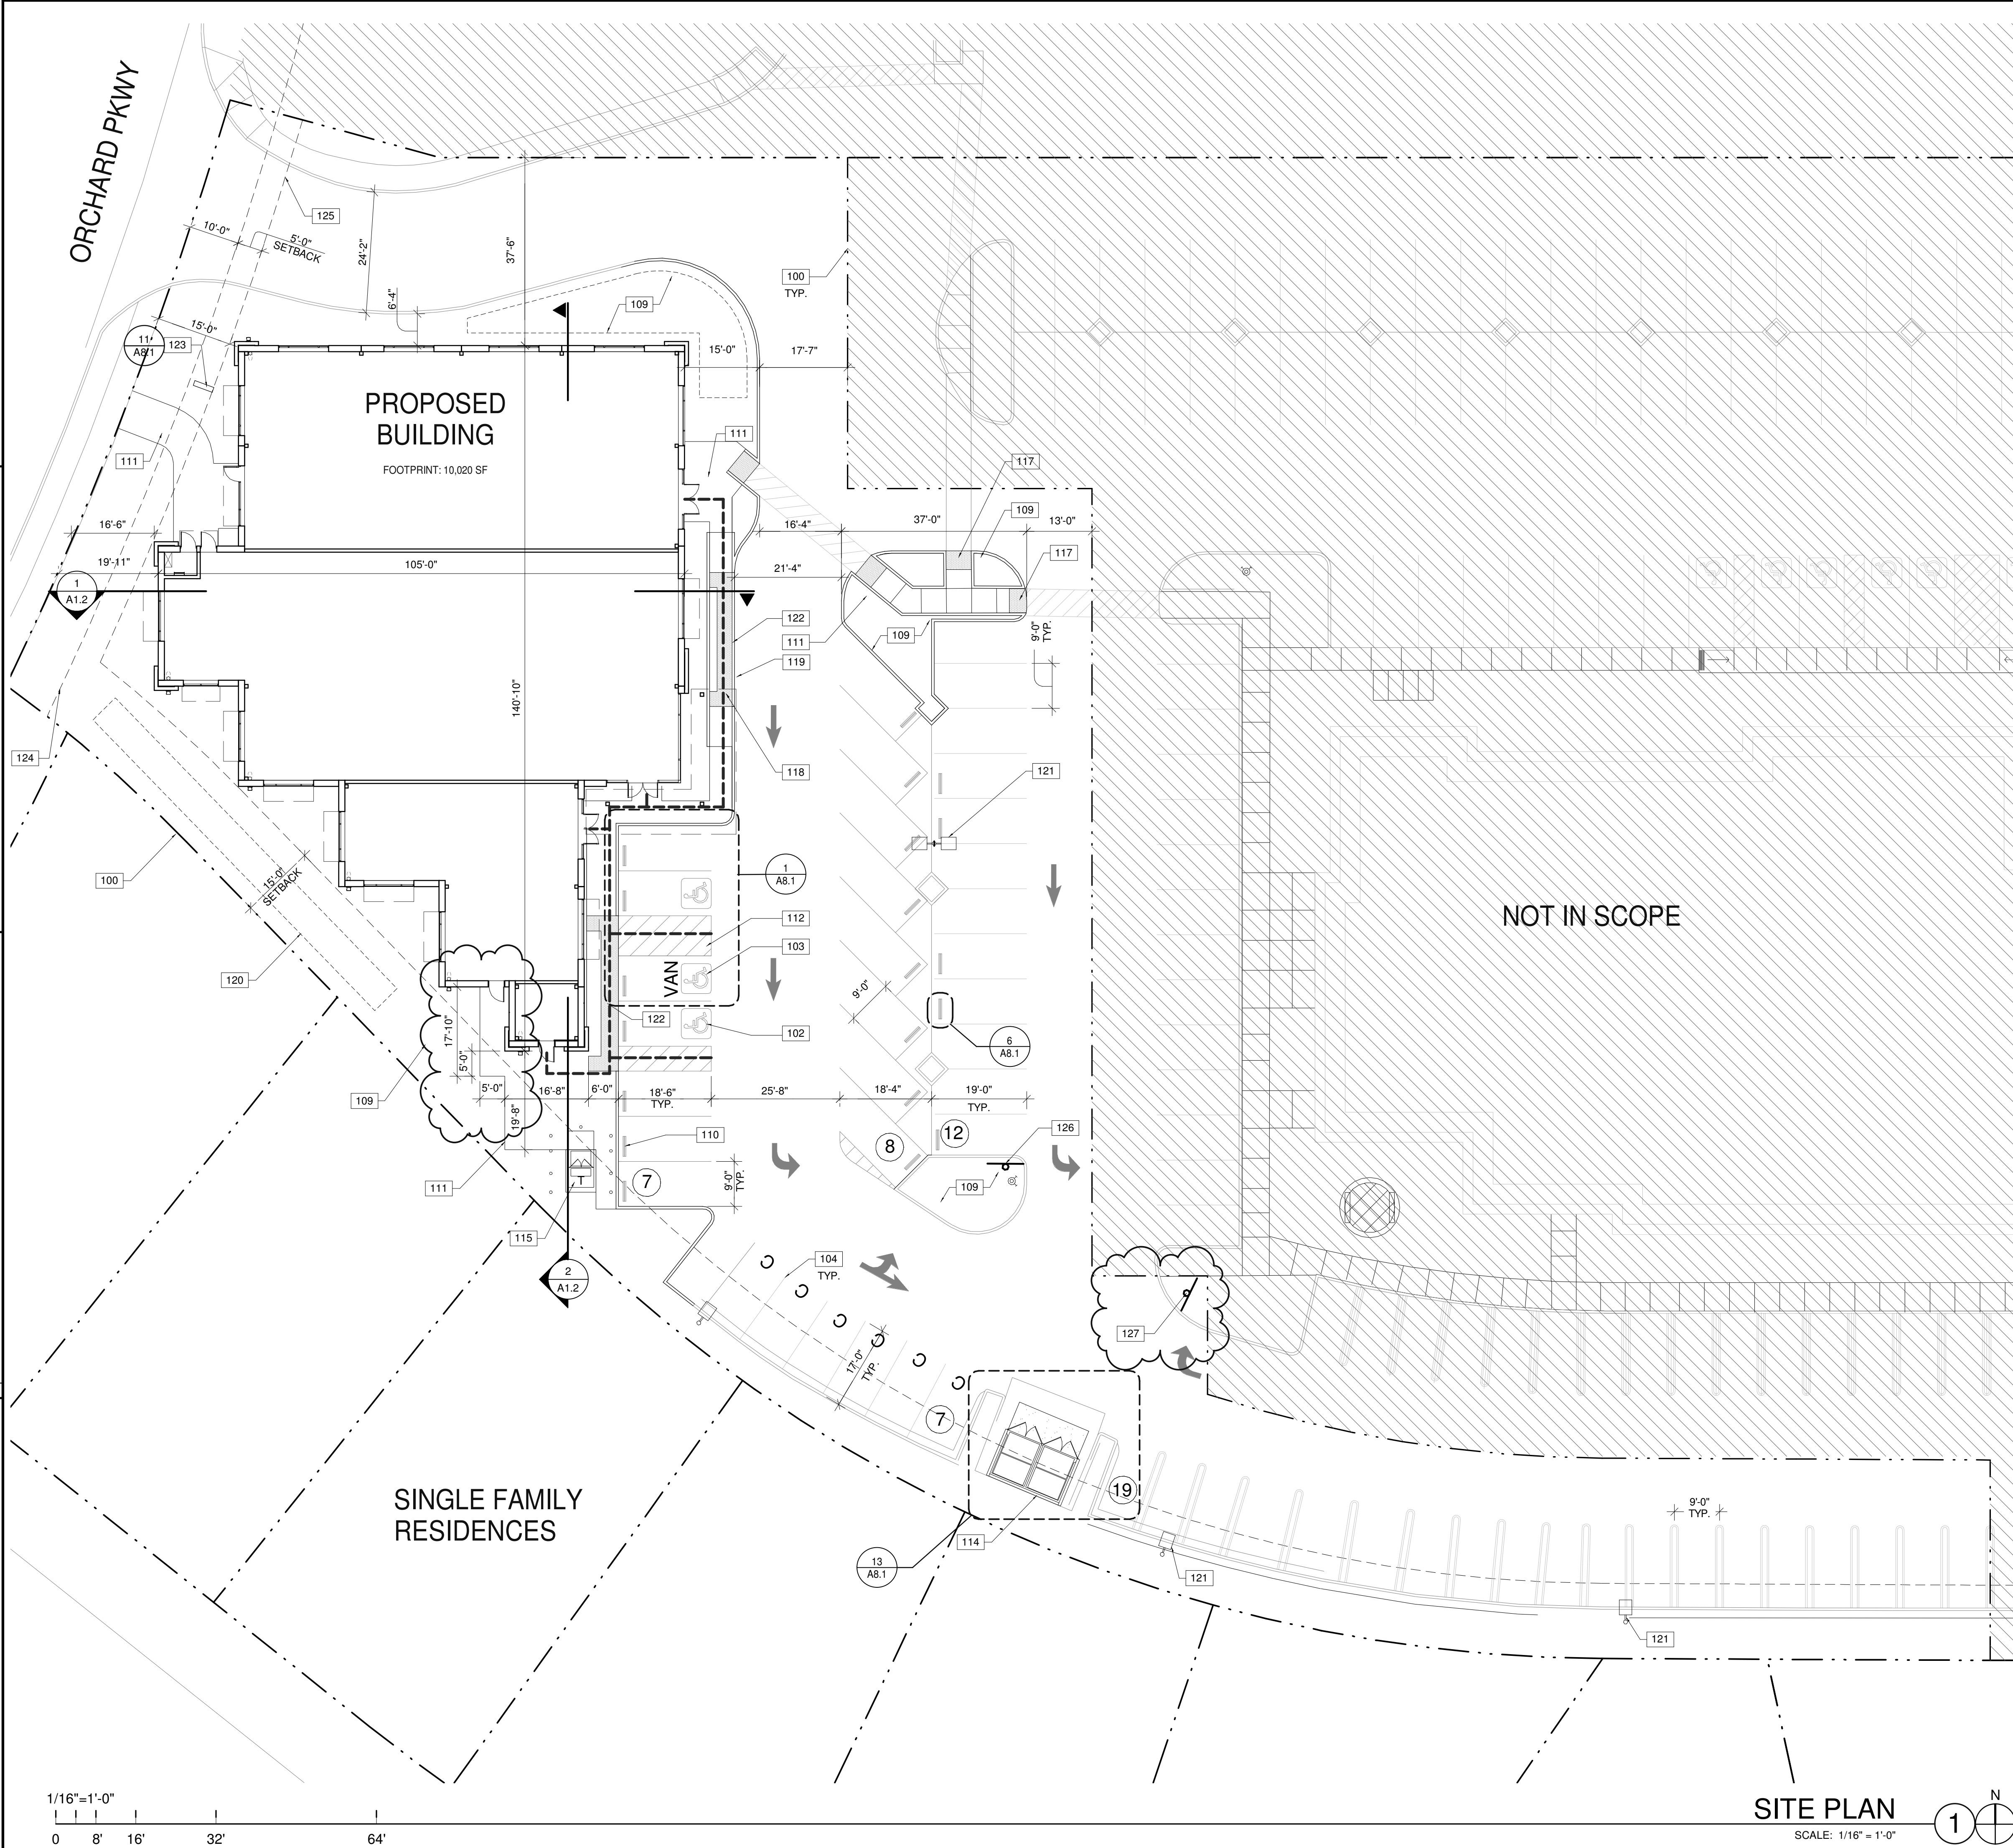 ORCHARD PKWY
125
10'-0"
5'-0"
SETBACK
24'-2"
37'-6"
100
TYP.
109
6'-4"
15'-0"
11
A8.1
123
15'-0"
17'-7"
PROPOSED
BUILDING
FOOTPRINT: 10,020 SF
111
111
117
109
16'-6"
16'-4"
37'-0"
13'-0"
117
19'-11"
105'-0"
21'-4"
1
A1.2
122
111
109
9'-0"
TYP.
119
140'-10"
124
118
121
100
15'-0"
SETBACK
1
A8.1
112
103
VAN
NOT IN SCOPE
120
9'-0"
122
102
6
A8.1
17'-10"
5'-0"
109
5'-0"
16'-8"
6'-0"
18'-6"
TYP.
25'-8"
18'-4"
19'-0"
TYP.
19'-8"
110
8
12
126
111
7
9'-0"
TYP.
109
115
2
A1.2
104
TYP.
C
C
C
C
C
C
127
17'-0"
TYP.
7
19
SINGLE FAMILY
RESIDENCES
9'-0"
TYP.
114
13
A8.1
121
121
1/16"=1'-0"
0 8' 16' 32' 64'
SITE PLAN
SCALE: 1/16" = 1'-0"
1
N